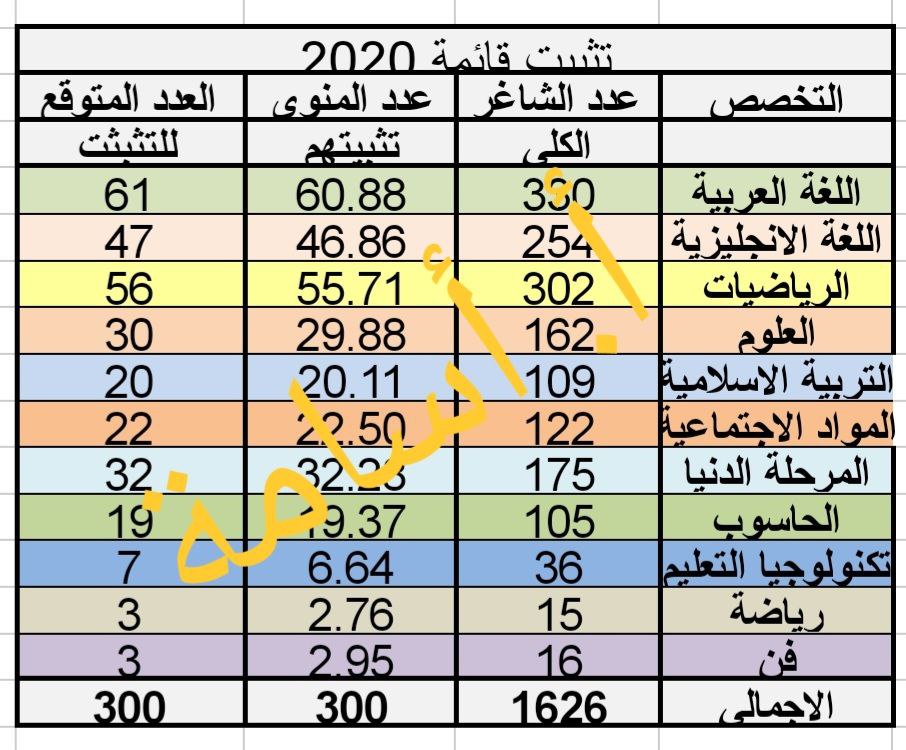 تثبيت قائمة 2020
التخصص عدد الشاغر عدد المنوى العدد المتوقع
الكلي تثبيتهم للتثبثت
اللغة العربية 330 60.88 61
اللغة الانجليزية 254 46.86 47
الرياضيات 302 55.71 56
العلوم 162 29.88 30
التربية الاسلامية 109 20.11 20
المواد الاجتماعية 122 22.50 22
المرحلة الدنيا 175 32.28 32
الحاسوب 105 19.37 19
تكنولوجيا التعليم 36 6.64 7
رياضة 15 2.76 3
فن 16 2.95 3
الاجمالي 1626 300 300
أ. أسامة